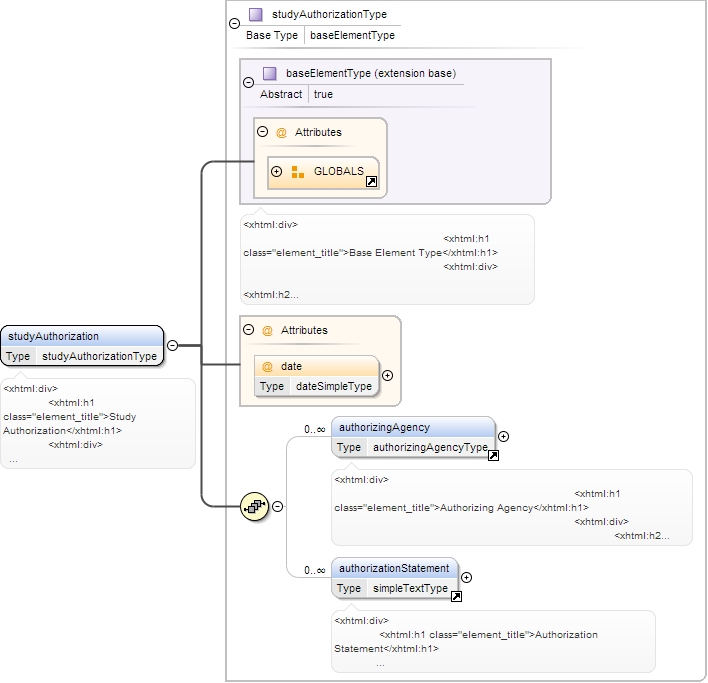 studyAuthorizationType
Base Type baseElementType
baseElementType (extension base)
Abstract true
@ Attributes
GLOBALS
<xhtml:div>
<xhtml:h1
class="element_title">Base Element Type</xhtml:h1>
<xhtml:div>
<xhtml:h2...
studyAuthorization
Type studyAuthorizationType
<xhtml:div>
<xhtml:h1
class="element_title">Study
Authorization</xhtml:h1>
<xhtml:div>
...
@ Attributes
@ date
Type dateSimpleType
0..∞
authorizingAgency
Type authorizingAgencyType
<xhtml:div>
<xhtml:h1
class="element_title">Authorizing Agency</xhtml:h1>
<xhtml:div>
<xhtml:h2...
0..∞
authorizationStatement
Type simpleTextType
<xhtml:div>
<xhtml:h1 class="element_title">Authorization
Statement</xhtml:h1>
...